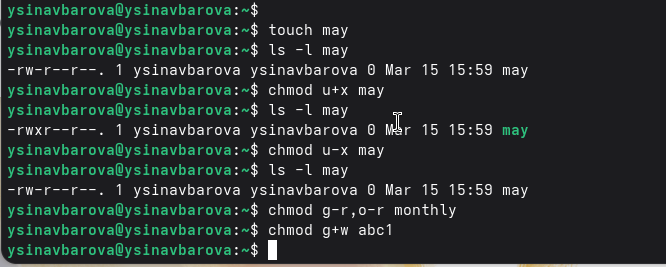 ysinavbarova@ysinavbarova:~$
ysinavbarova@ysinavbarova:~$ touch may
ysinavbarova@ysinavbarova:~$ ls -l may
-rw-r--r--. 1 ysinavbarova ysinavbarova 0 Mar 15 15:59 may
ysinavbarova@ysinavbarova:~$ chmod u+x may
ysinavbarova@ysinavbarova:~$ ls -l may
-rwxr--r--. 1 ysinavbarova ysinavbarova 0 Mar 15 15:59 may
ysinavbarova@ysinavbarova:~$ chmod u-x may
ysinavbarova@ysinavbarova:~$ ls -l may
-rw-r--r--. 1 ysinavbarova ysinavbarova 0 Mar 15 15:59 may
ysinavbarova@ysinavbarova:~$ chmod g-r,o-r monthly
ysinavbarova@ysinavbarova:~$ chmod g+w abc1
ysinavbarova@ysinavbarova:~$